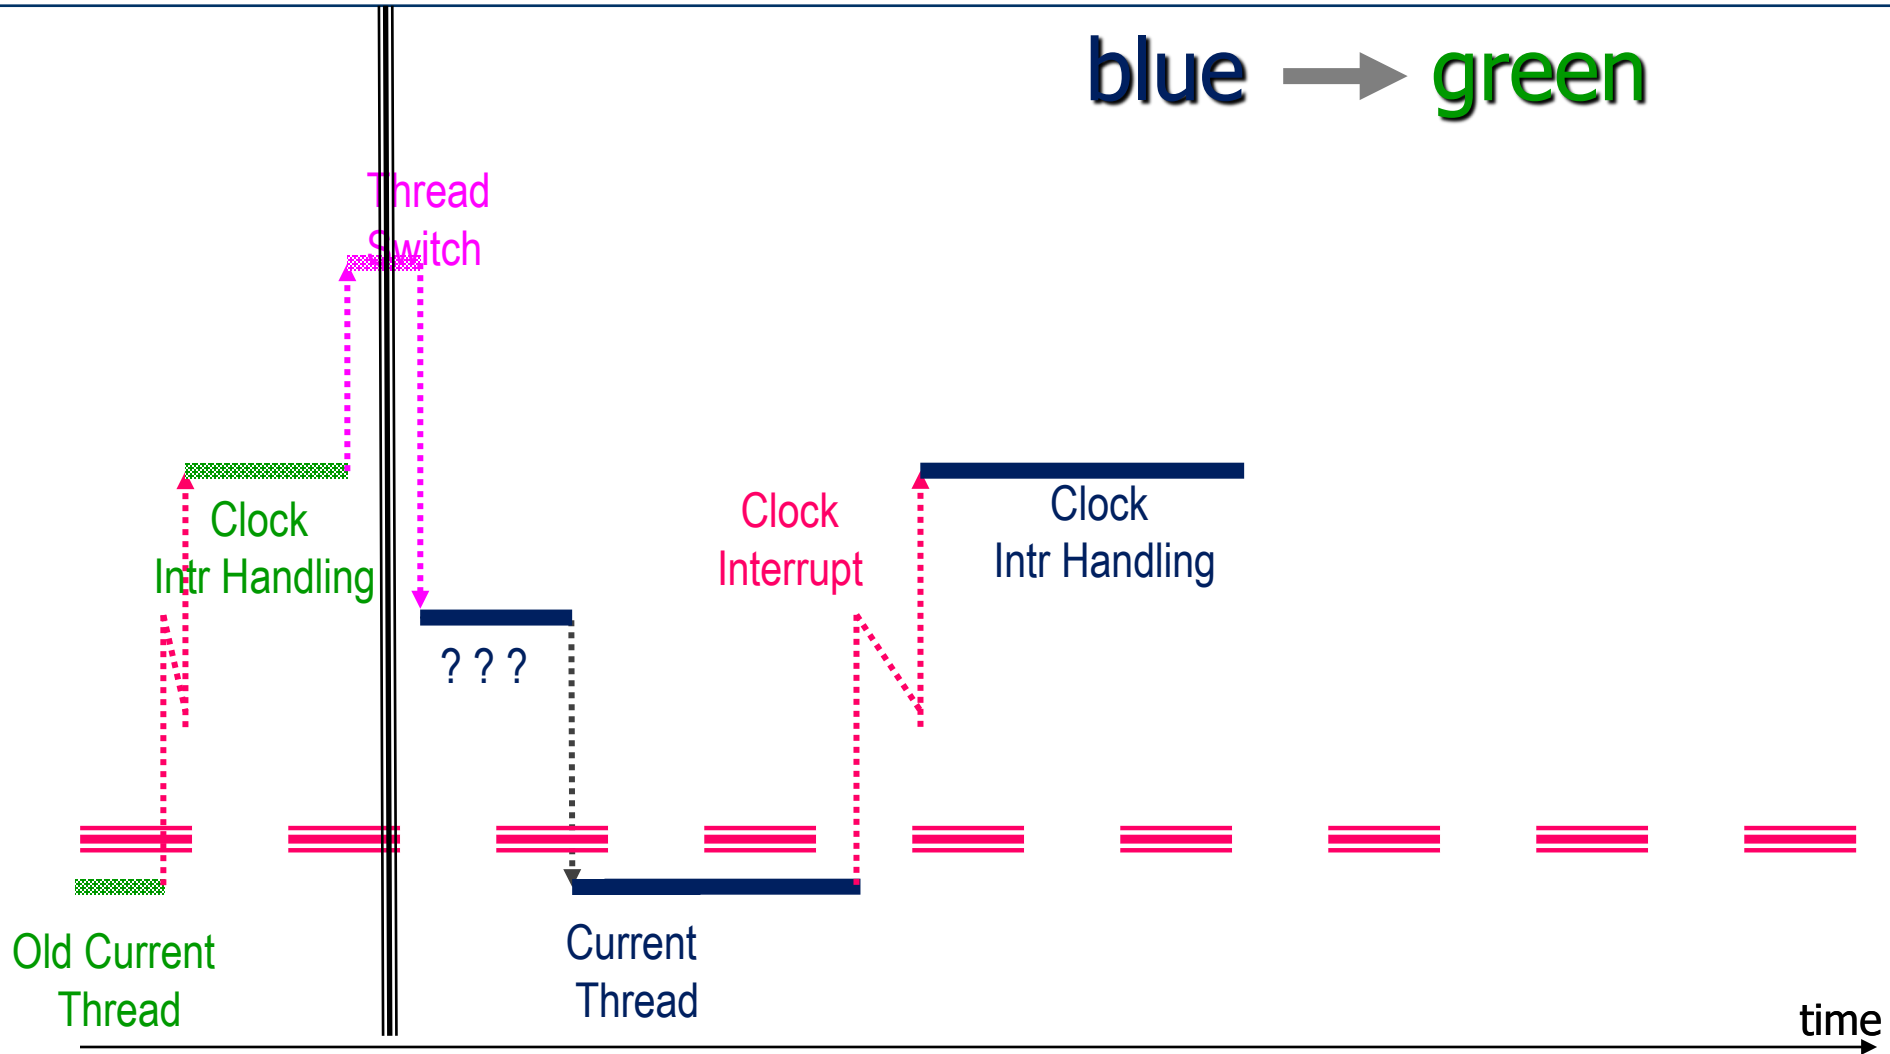 blue green
Thread
Switch
Clock
Intr Handling
? ? ?
Clock
Interrupt
Clock
Intr Handling
Old Current
Thread
Current
Thread
time